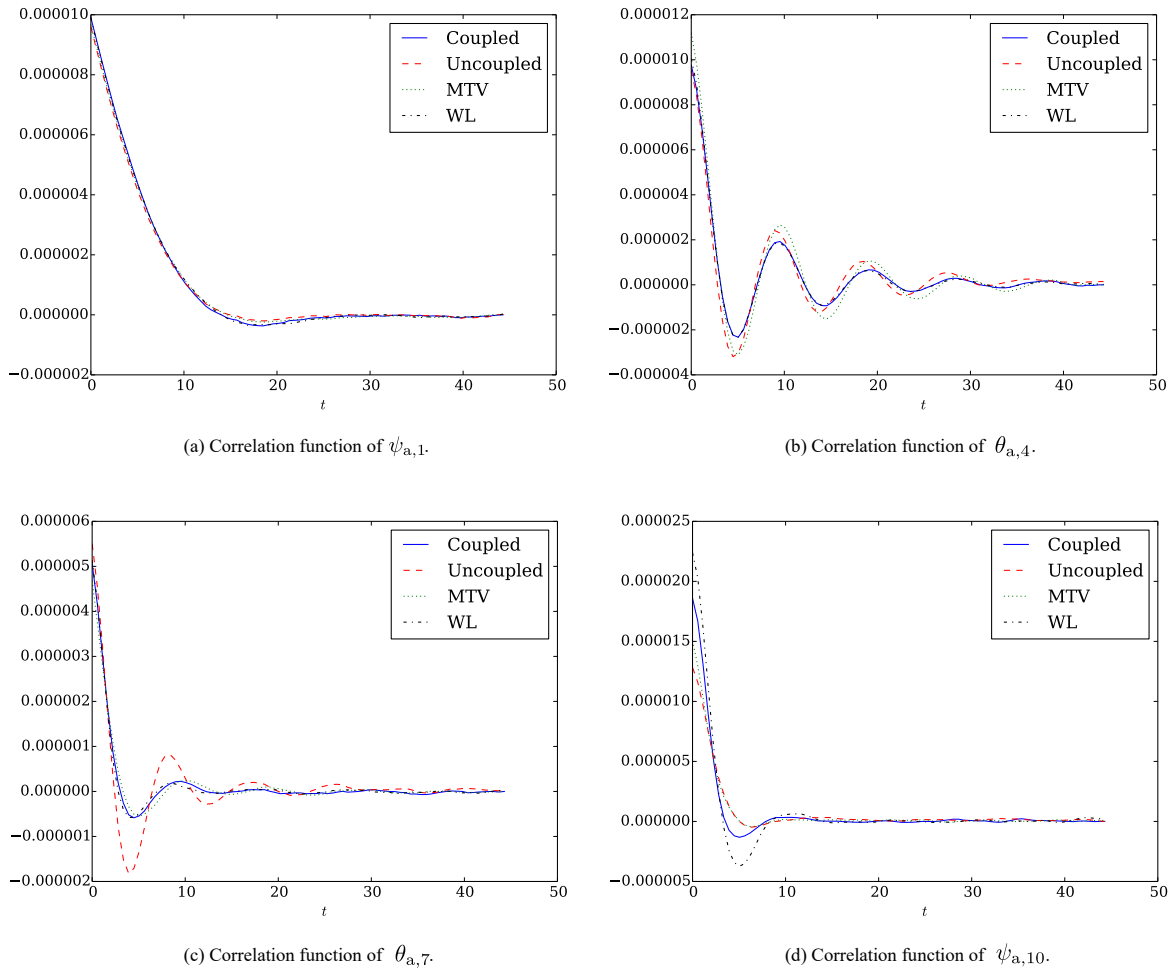 0.000010
0.000008
0.000006
0.000004
0.000002
0.000000
−0.000002
0 10 20 30 40 50
t
Coupled
Uncoupled
MTV
WL
(a) Correlation function of ψa,1.
0.000012
0.000010
0.000008
0.000006
0.000004
0.000002
0.000000
−0.000002
−0.000004
0 10 20 30 40 50
t
Coupled
Uncoupled
MTV
WL
(b) Correlation function of θa,4.
0.000006
0.000005
0.000004
0.000003
0.000002
0.000001
0.000000
−0.000001
−0.000002
0 10 20 30 40 50
t
Coupled
Uncoupled
MTV
WL
(c) Correlation function of θa,7.
0.000025
0.000020
0.000015
0.000010
0.000005
0.000000
−0.000005
0 10 20 30 40 50
t
Coupled
Uncoupled
MTV
WL
(d) Correlation function of ψa,10.